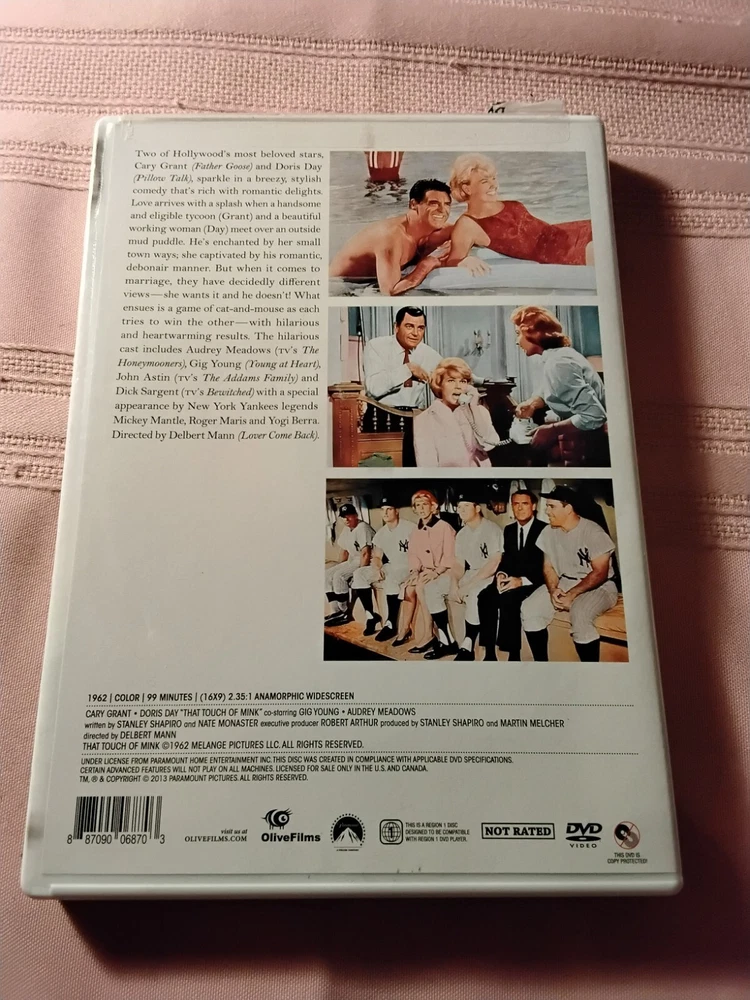 Two of Hollywood's most beloved stars,
Cary Grant (Father Goose) and Doris Day
(Pillow Talk), sparkle in a breezy, stylish
comedy that's rich with romantic delights.
Love arrives with a splash when a handsome
and eligible tycoon (Grant) and a beautiful
working woman (Day) meet over an outside
mud puddle. He's enchanted by her small
town ways; she captivated by his romantic,
debonair manner. But when it comes to
marriage, they have decidedly different
views—she wants it and he doesn't! What
ensues is a game of cat-and-mouse as each
tries to win the other—with hilarious
and heartwarming results. The hilarious
cast includes Audrey Meadows (TV's The
Honeymooners), Gig Young (Young at Heart),
John Astin (TV's The Addams Family) and
Dick Sargent (TV's Bewitched) with a special
appearance by New York Yankees legends
Mickey Mantle, Roger Maris and Yogi Berra.
Directed by Delbert Mann (Lover Come Back).
1962 | COLOR | 99 MINUTES | (16X9) 2.35:1 ANAMORPHIC WIDESCREEN
CARY GRANT • DORIS DAY "THAT TOUCH OF MINK" co-starring GIG YOUNG • AUDREY MEADOWS
written by STANLEY SHAPIRO and NATE MONASTER executive producer ROBERT ARTHUR produced by STANLEY SHAPIRO and MARTIN MELCHER
directed by DELBERT MANN
THAT TOUCH OF MINK ©1962 MELANGE PICTURES LLC. ALL RIGHTS RESERVED.
UNDER LICENSE FROM PARAMOUNT HOME ENTERTAINMENT INC. THIS DISC WAS CREATED IN COMPLIANCE WITH APPLICABLE DVD SPECIFICATIONS.
CERTAIN ADVANCED FEATURES WILL NOT PLAY ON ALL MACHINES. LICENSED FOR SALE ONLY IN THE U.S. AND CANADA.
TM, ® & COPYRIGHT © 2013 PARAMOUNT PICTURES. ALL RIGHTS RESERVED.
8 87090 06870 3
visit us at
OLIVEFILMS.COM
OliveFilms
Paramount
1
THIS IS A REGION 1 DISC
DESIGNED TO BE COMPATIBLE
WITH REGION 1 DVD PLAYER.
NOT RATED
DVD
VIDEO
THIS DVD IS
COPY PROTECTED